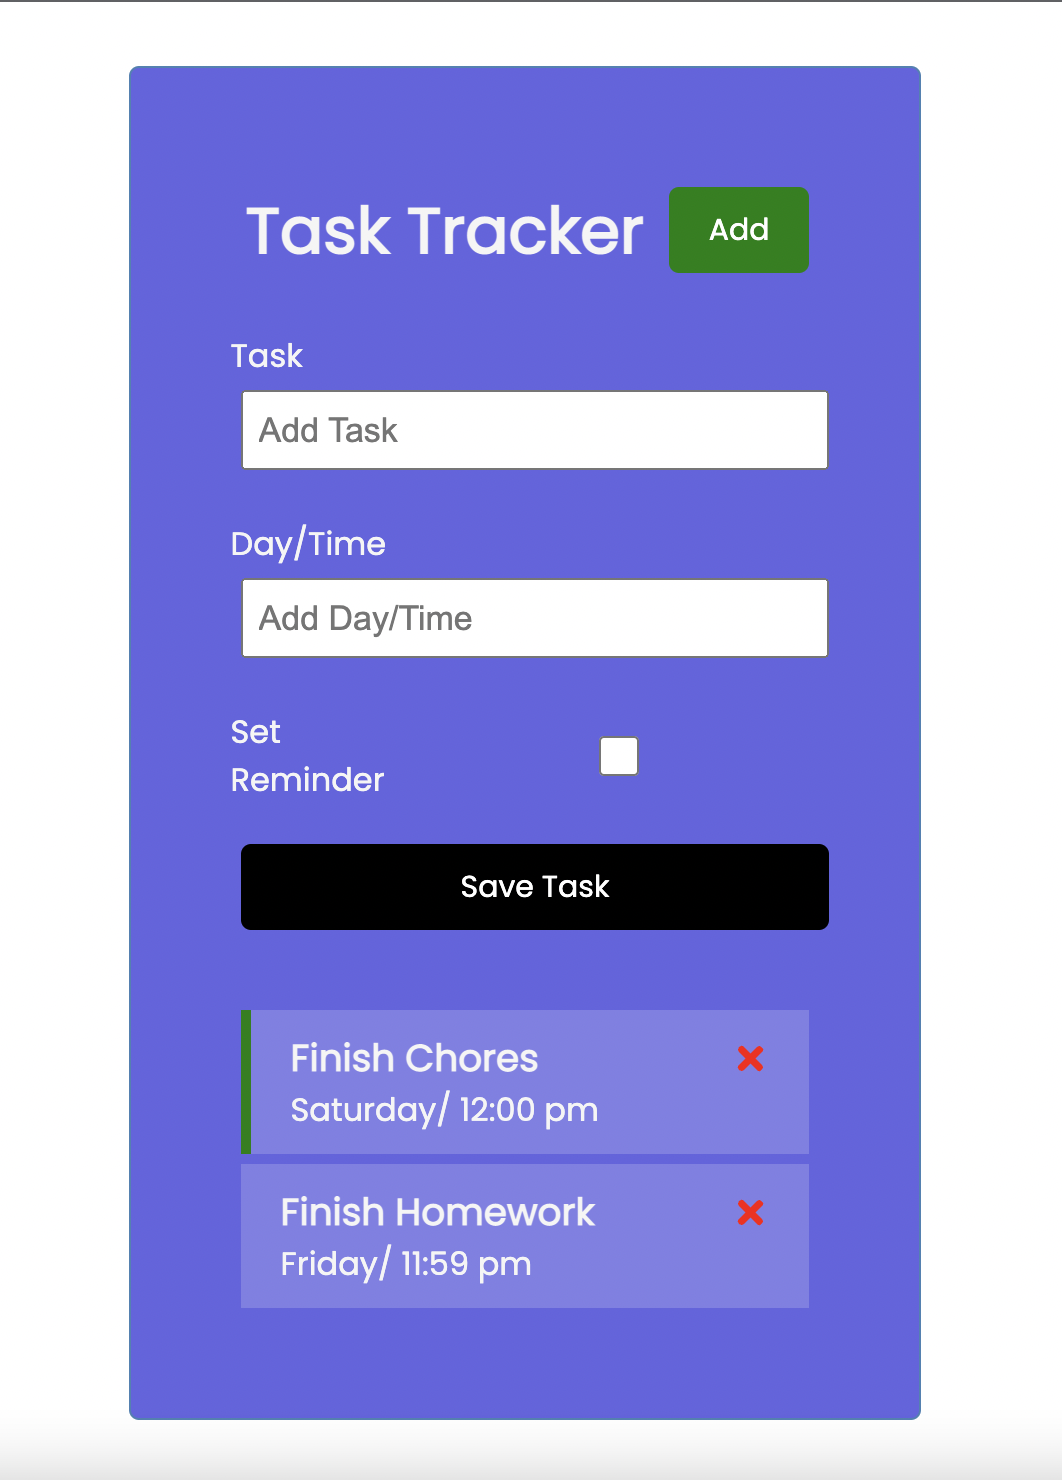 Task Tracker
Add
Task
Add Task
Day/Time
Add Day/Time
Set
Reminder
Save Task
Finish Chores
Saturday/ 12:00 pm
Finish Homework
Friday/ 11:59 pm